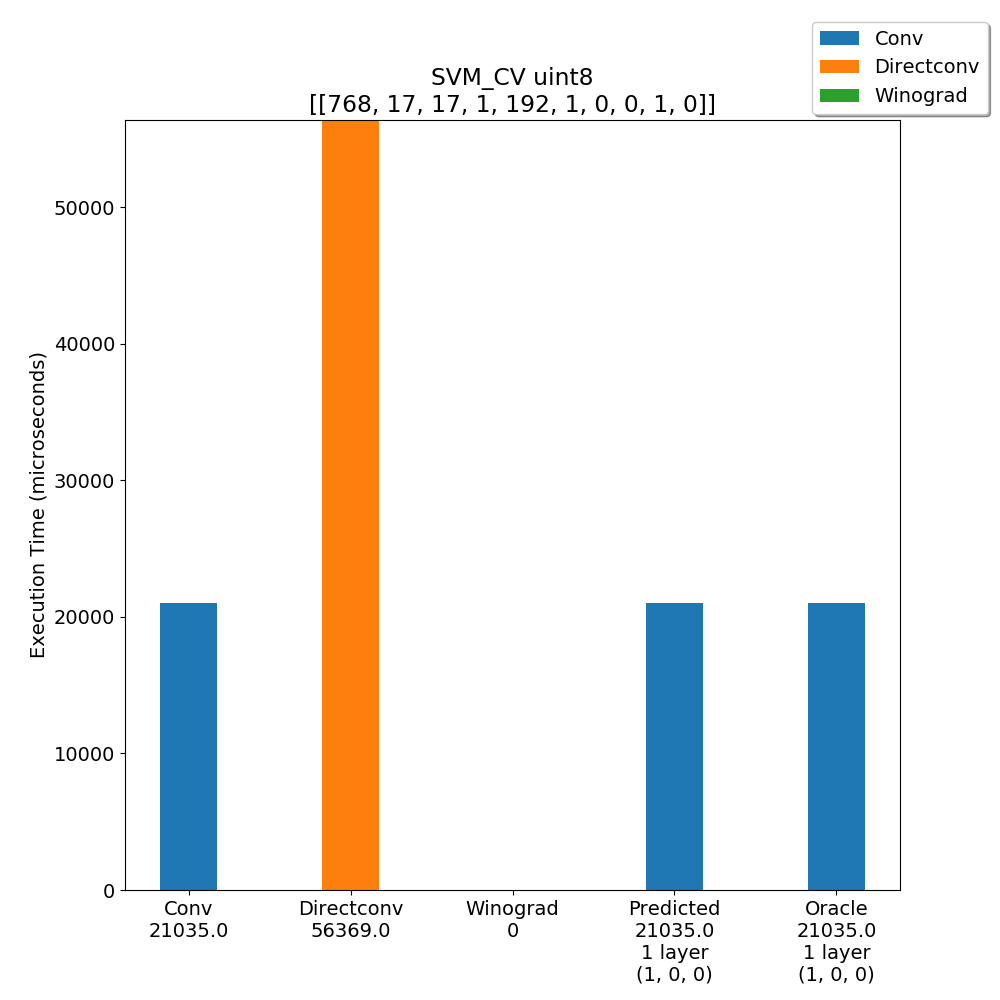 Conv
Directconv
Winograd
SVM_CV uint8
[[768, 17, 17, 1, 192, 1, 0, 0, 1, 0]]
Execution Time (microseconds)
50000
40000
30000
20000
10000
0
Conv
21035.0
Directconv
56369.0
Winograd
0
Predicted
21035.0
1 layer
(1, 0, 0)
Oracle
21035.0
1 layer
(1, 0, 0)